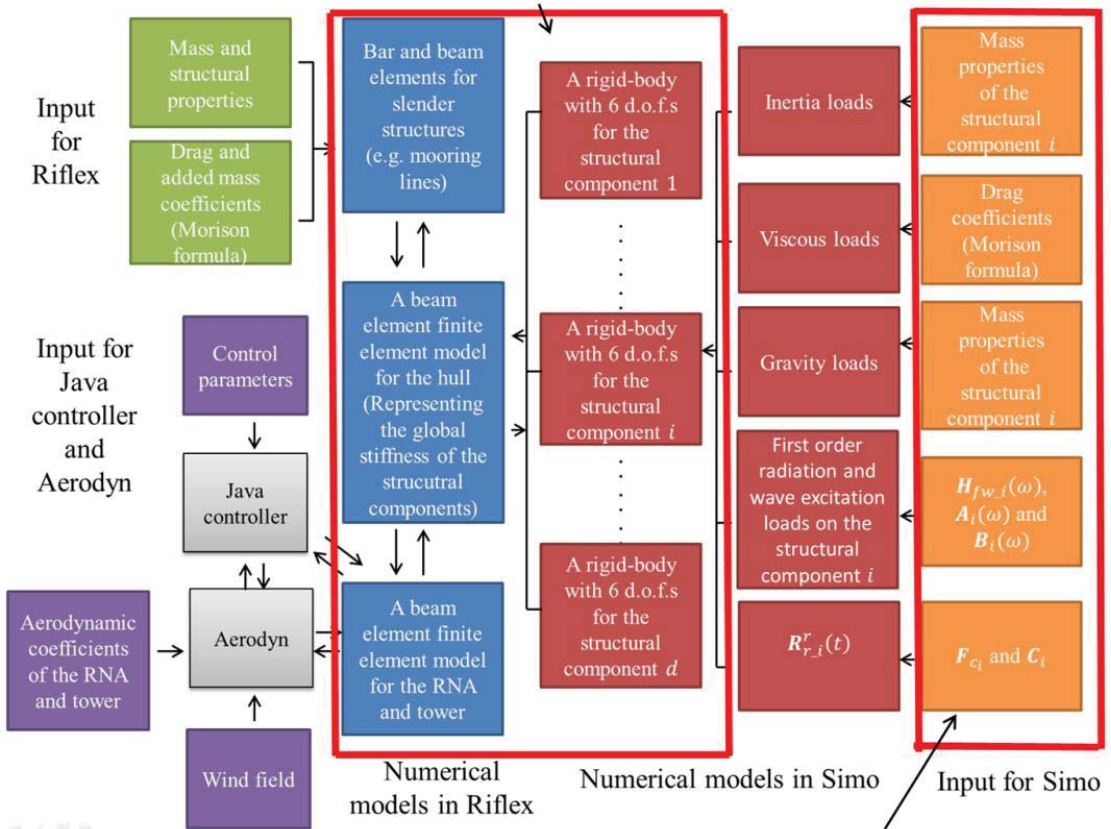 Input
for
Riflex
Mass and
structural
properties
Drag and
added mass
coefficients
(Morison
formula)
Bar and beam
elements for
slender
structures
(e.g. mooring
lines)
A rigid-body
with 6 d.o.f.s
for the
structural
component 1
Inertia loads
Mass
properties
of the
structural
component i
Viscous loads
Drag
coefficients
(Morison
formula)
Input for
Java
controller
and
Aerodyn
Control
parameters
Java
controller
A beam
element finite
element model
for the hull
(Representing
the global
stiffness of the
strucutral
components)
A rigid-body
with 6 d.o.f.s
for the
structural
component i
Gravity loads
Mass
properties
of the
structural
component i
First order
radiation and
wave excitation
loads on the
structural
component i
H_{fw_i}(ω),
A_i(ω) and
B_i(ω)
Aerodynamic
coefficients
of the RNA
and tower
Aerodyn
A beam
element finite
element model
for the RNA
and tower
A rigid-body
with 6 d.o.f.s
for the
structural
component d
R^r_{r_i}(t)
F_{c_i} and C_i
Wind field
Numerical
models in Riflex
Numerical models in Simo
Input for Simo